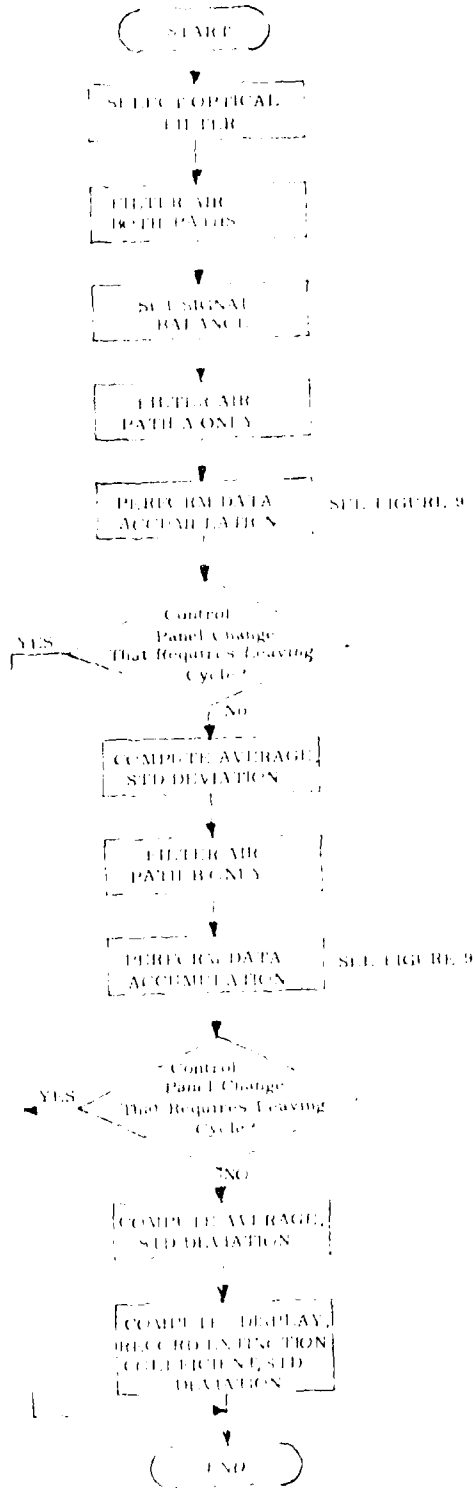 START
SELECT OPTICAL
FILTER
FILTER AIR
BOTH PATHS
SET SIGNAL
BALANCE
FILTER AIR
PATH A ONLY
PERFORM DATA
ACCUMULATION
SEE FIGURE 9
Control
Panel Change
That Requires Leaving
Cycle?
YES
NO
COMPUTE AVERAGE,
STD DEVIATION
FILTER AIR
PATH B ONLY
PERFORM DATA
ACCUMULATION
SEE FIGURE 9
Control
Panel Change
That Requires Leaving
Cycle?
YES
NO
COMPUTE AVERAGE,
STD DEVIATION
COMPUTE, DISPLAY,
RECORD EXTINCTION
COEFFICIENT, STD
DEVIATION
END